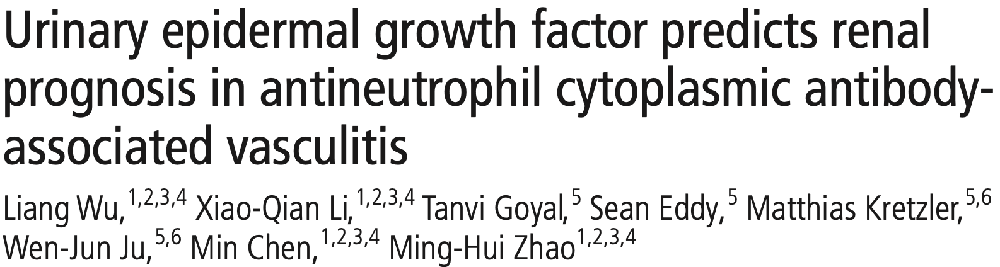 Urinary epidermal growth factor predicts renal
prognosis in antineutrophil cytoplasmic antibody-
associated vasculitis
Liang Wu,1,2,3,4 Xiao-Qian Li,1,2,3,4 Tanvi Goyal,5 Sean Eddy,5 Matthias Kretzler,5,6
Wen-Jun Ju,5,6 Min Chen,1,2,3,4 Ming-Hui Zhao1,2,3,4